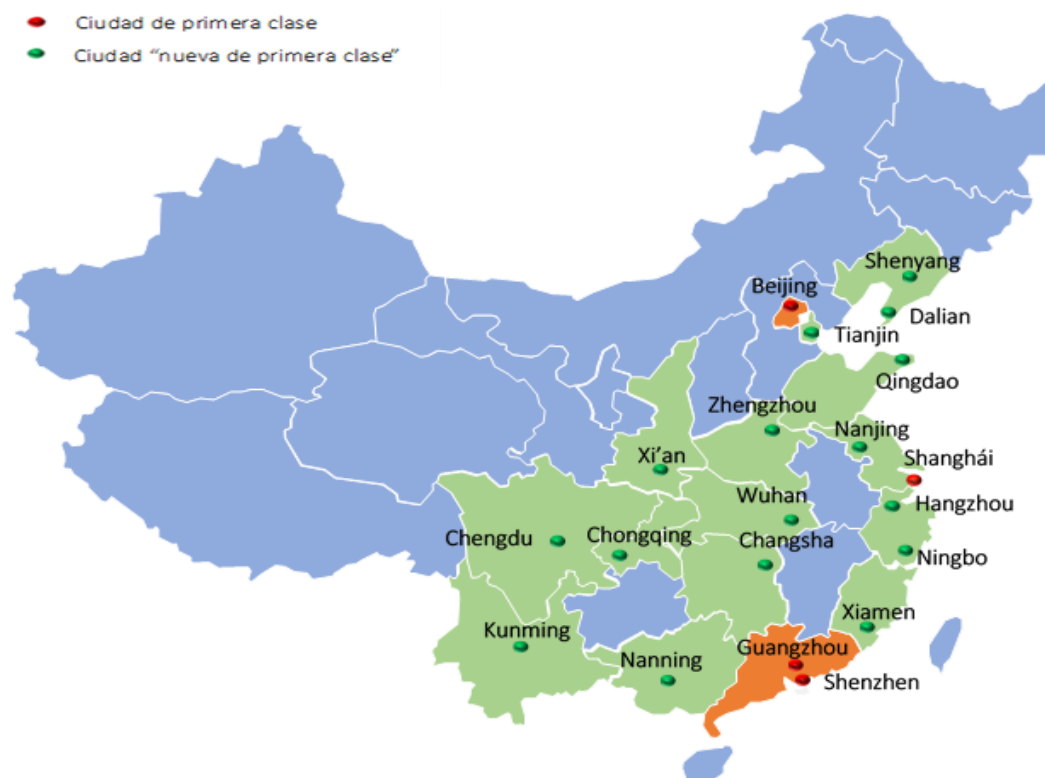 Ciudad de primera clase
Ciudad “nueva de primera clase”
Shenyang
Beijing
Dalian
Tianjin
Qingdao
Zhengzhou
Nanjing
Xi’an
Shanghái
Wuhan
Hangzhou
Chengdu
Chongqing
Changsha
Ningbo
Xiamen
Kunming
Guangzhou
Nanning
Shenzhen